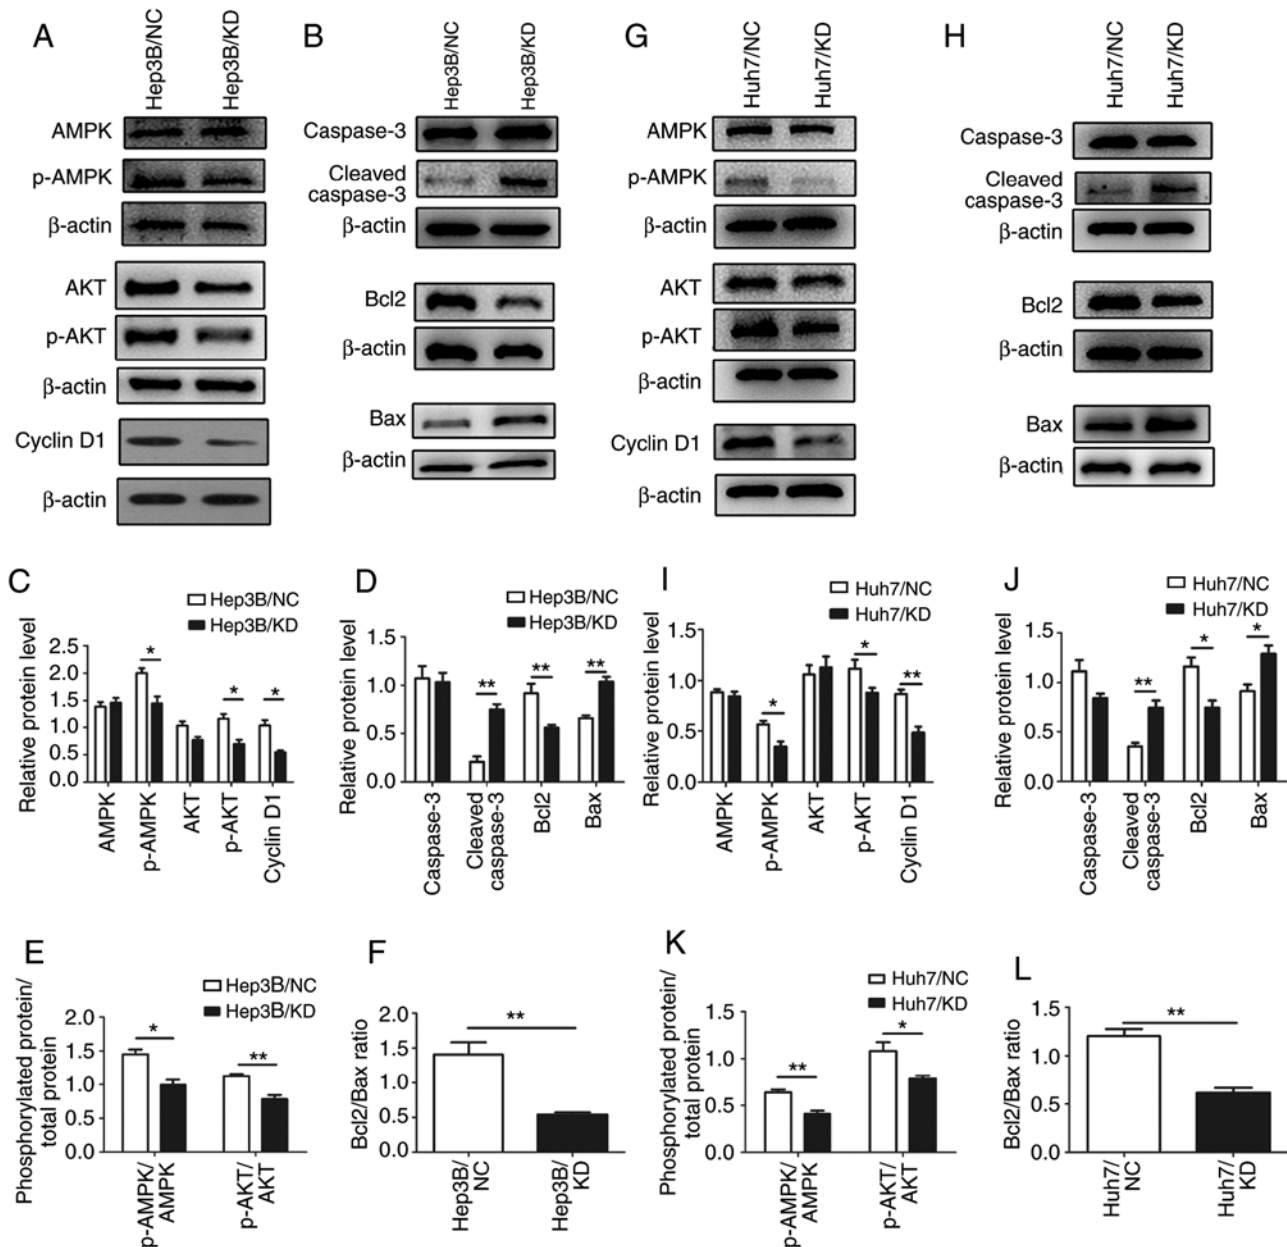 A
Hep3B/NC
Hep3B/KD
AMPK
p-AMPK
β-actin
AKT
p-AKT
β-actin
Cyclin D1
β-actin
B
Hep3B/NC
Hep3B/KD
Caspase-3
Cleaved
caspase-3
β-actin
Bcl2
β-actin
Bax
β-actin
G
Huh7/NC
Huh7/KD
AMPK
p-AMPK
β-actin
AKT
p-AKT
β-actin
Cyclin D1
β-actin
H
Huh7/NC
Huh7/KD
Caspase-3
Cleaved
caspase-3
β-actin
Bcl2
β-actin
Bax
β-actin
C
Hep3B/NC
Hep3B/KD
Relative protein level
2.5
2.0
1.5
1.0
0.5
0.0
* * *
AMPK
p-AMPK
AKT
p-AKT
Cyclin D1
D
Hep3B/NC
Hep3B/KD
Relative protein level
1.5
1.0
0.5
0.0
** ** **
Caspase-3
Cleaved
caspase-3
Bcl2
Bax
I
Huh7/NC
Huh7/KD
Relative protein level
1.5
1.0
0.5
0.0
* * **
AMPK
p-AMPK
AKT
p-AKT
Cyclin D1
J
Huh7/NC
Huh7/KD
Relative protein level
1.5
1.0
0.5
0.0
** * *
Caspase-3
Cleaved
caspase-3
Bcl2
Bax
E
Hep3B/NC
Hep3B/KD
Phosphorylated protein/
total protein
2.0
1.5
1.0
0.5
0.0
* **
p-AMPK/
AMPK
p-AKT/
AKT
F
Bcl2/Bax ratio
2.0
1.5
1.0
0.5
0.0
**
Hep3B/
NC
Hep3B/
KD
K
Huh7/NC
Huh7/KD
Phosphorylated protein/
total protein
1.5
1.0
0.5
0.0
** *
p-AMPK/
AMPK
p-AKT/
AKT
L
Bcl2/Bax ratio
1.5
1.0
0.5
0.0
**
Huh7/
NC
Huh7/
KD